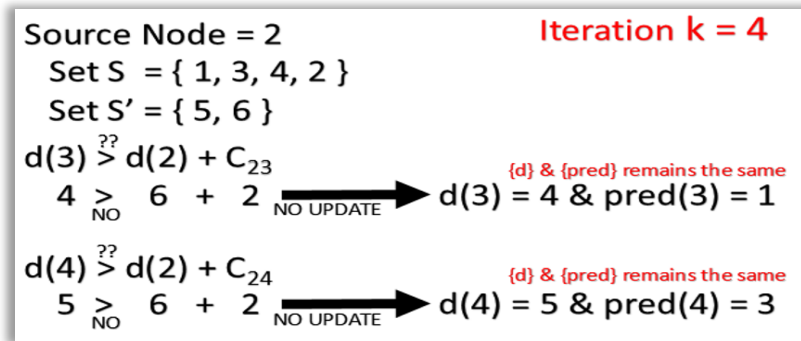 Source Node = 2
Iteration k = 4
Set S = { 1, 3, 4, 2 }
Set S’ = { 5, 6 }
??
d(3) > d(2) + C₂₃
{d} & {pred} remains the same
4 > 6 + 2
d(3) = 4 & pred(3) = 1
NO
NO UPDATE
??
d(4) > d(2) + C₂₄
{d} & {pred} remains the same
5 > 6 + 2
d(4) = 5 & pred(4) = 3
NO
NO UPDATE